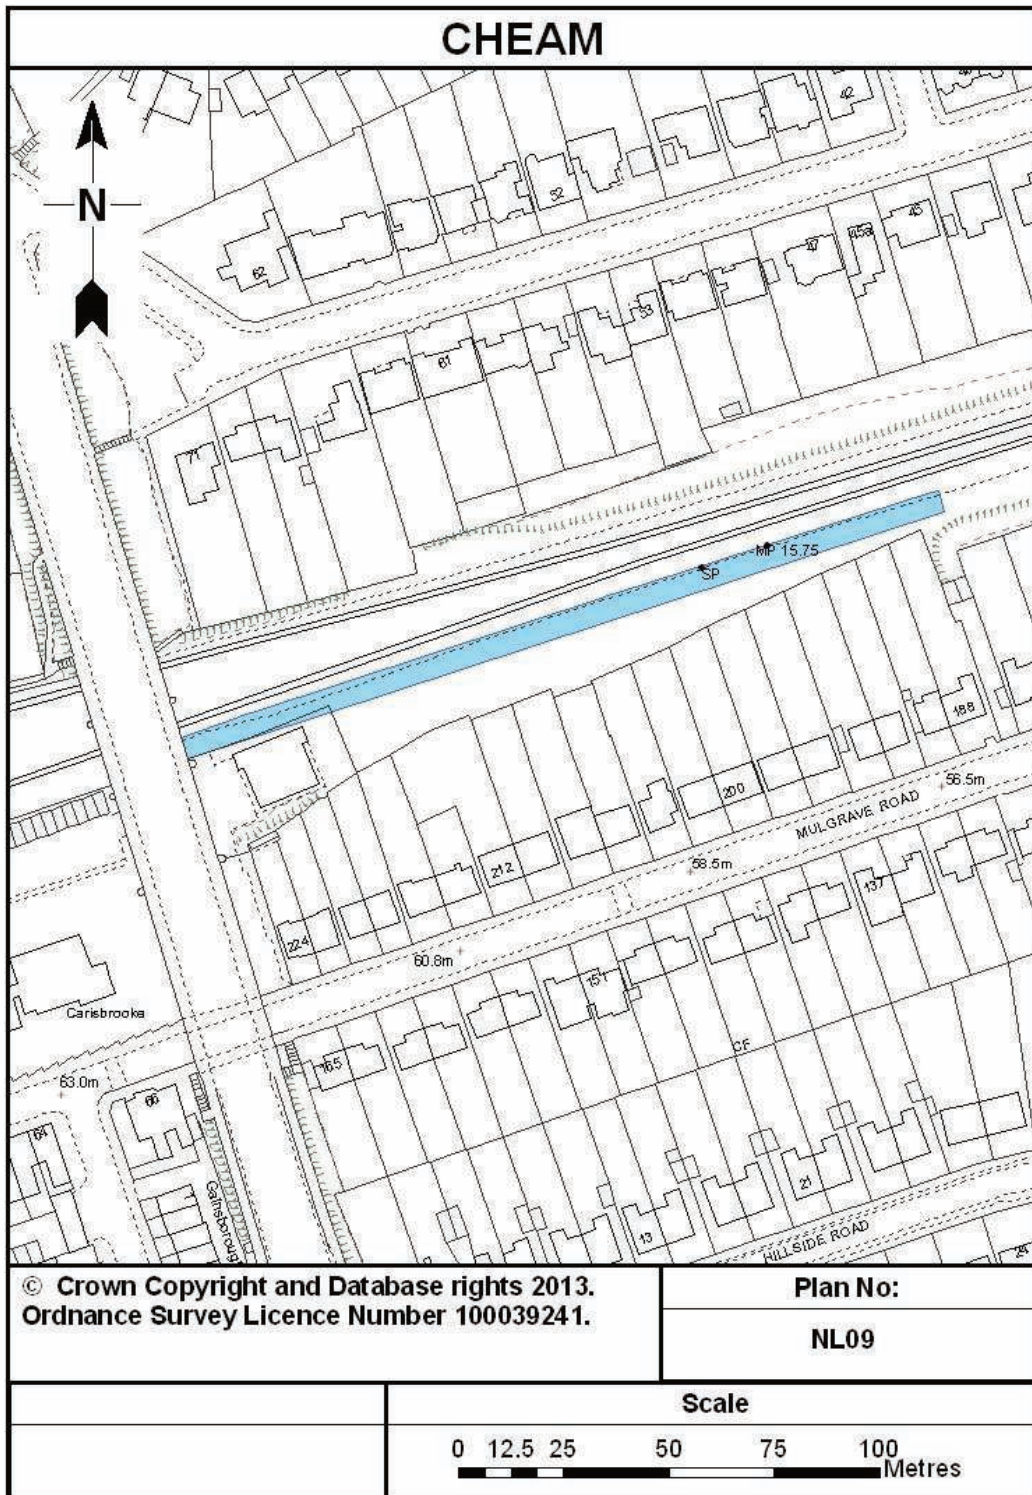 CHEAM
N
42
52
62
45
45a
47
53
61
71
MP 15.75
SP
188
200
56.5m
MULGRAVE ROAD
58.5m
212
224
137
60.8m
151
Carisbrooke
165
CF
63.0m
66
64
21
Gainsborough
13
HILLSIDE ROAD
© Crown Copyright and Database rights 2013.
Ordnance Survey Licence Number 100039241.
Plan No:
NL09
Scale
0 12.5 25 50 75 100
Metres